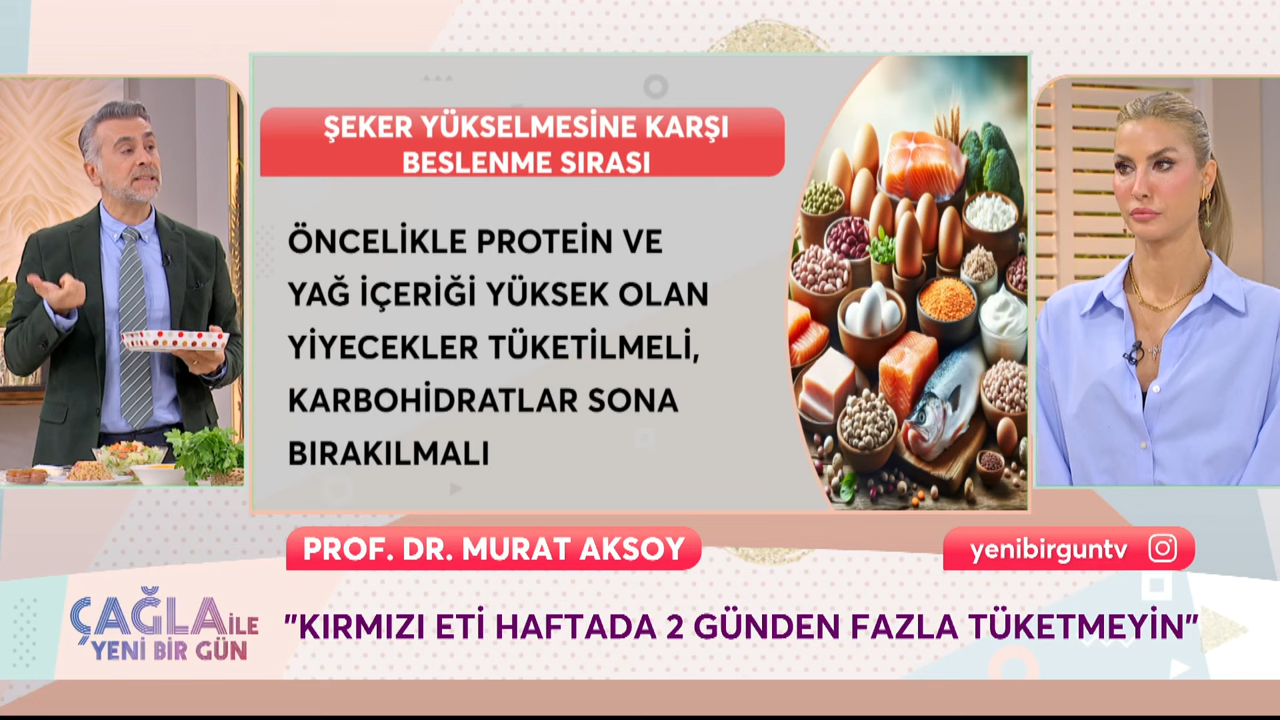 ŞEKER YÜKSELMESİNE KARŞI
BESLENME SIRASI
ÖNCELİKLE PROTEİN VE
YAĞ İÇERİĞİ YÜKSEK OLAN
YİYECEKLER TÜKETİLMELİ,
KARBOHİDRATLAR SONA
BIRAKILMALI
PROF. DR. MURAT AKSOY
yenibirguntv
ÇAĞLA İLE
YENİ BİR GÜN
"KIRMIZI ETİ HAFTADA 2 GÜNDEN FAZLA TÜKETMEYİN"